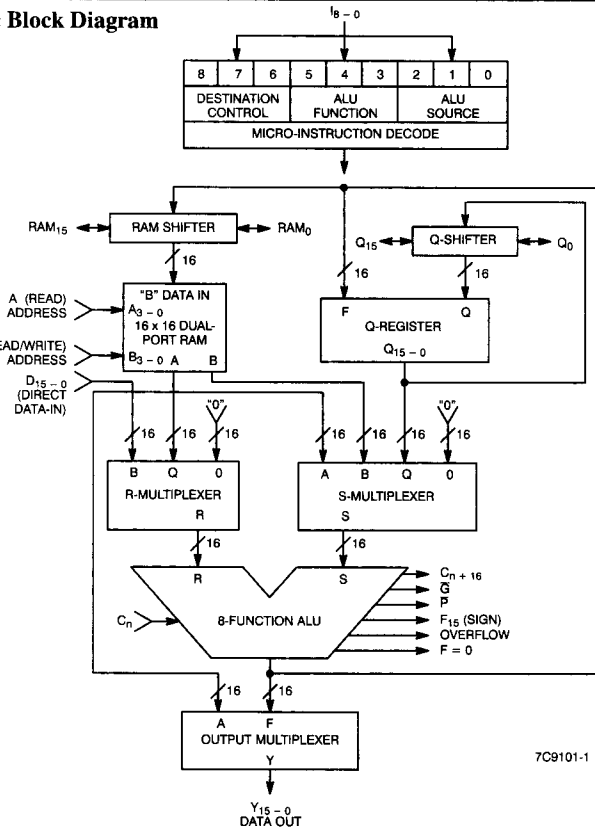 Block Diagram
I8 – 0
8 7 6 5 4 3 2 1 0
DESTINATION CONTROL
ALU FUNCTION
ALU SOURCE
MICRO-INSTRUCTION DECODE
RAM15
RAM SHIFTER
RAM0
Q15
Q-SHIFTER
Q0
16
16
16
A (READ)
ADDRESS
"B" DATA IN
A3 – 0
16 x 16 DUAL-
PORT RAM
B3 – 0 A B
EAD/WRITE)
ADDRESS
F Q
Q-REGISTER
Q15 – 0
D15 – 0
(DIRECT
DATA-IN)
"0"
"0"
16 16 16 16 16 16 16
B Q 0
R-MULTIPLEXER
R
A B Q 0
S-MULTIPLEXER
S
16
16
R
S
8-FUNCTION ALU
Cn
Cn + 16
G̅
P̅
F15 (SIGN)
OVERFLOW
F = 0
16
16
A F
OUTPUT MULTIPLEXER
Y
7C9101-1
Y15 – 0
DATA OUT